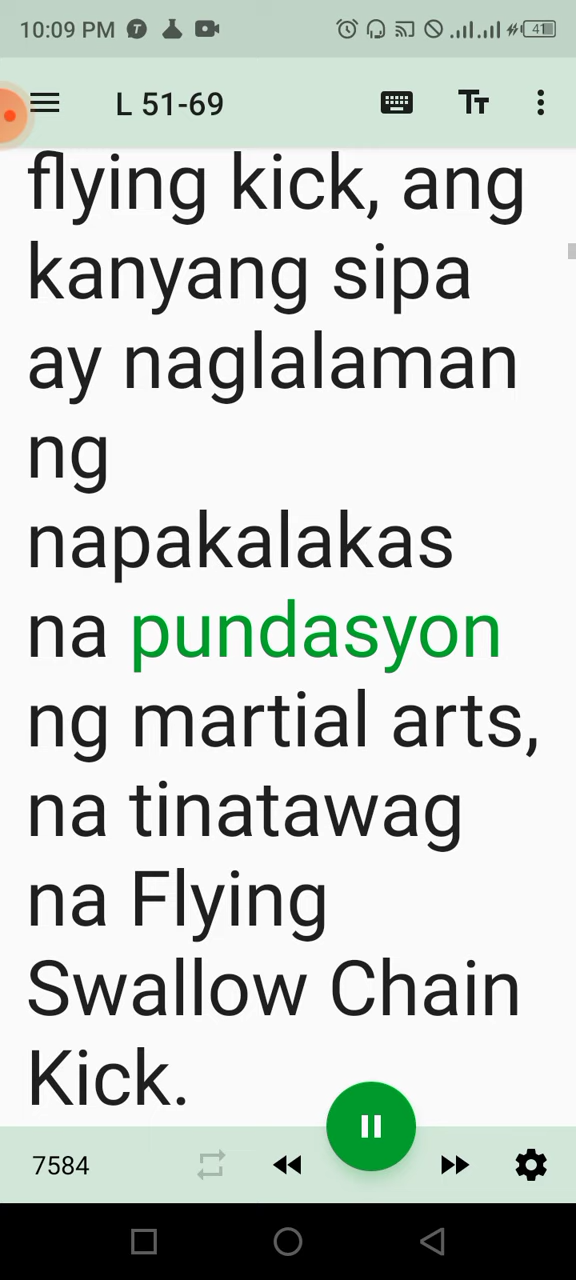 10:09 PM
41
L 51-69
flying kick, ang
kanyang sipa
ay naglalaman
ng
napakalakas
na pundasyon
ng martial arts,
na tinatawag
na Flying
Swallow Chain
Kick.
7584